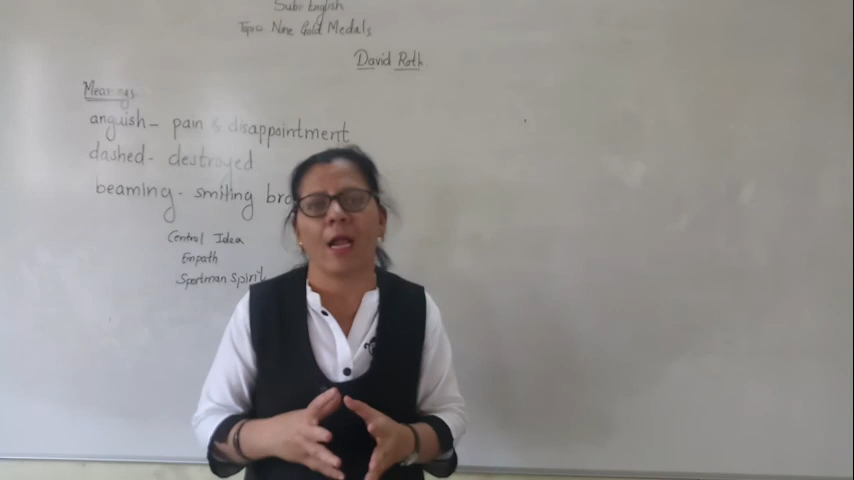 Sub: English
Topic: Nine Gold Medals
David Roth
Meanings
anguish - pain & disappointment
dashed - destroyed
beaming - smiling
Central Idea
Empath
Sportman Spirit